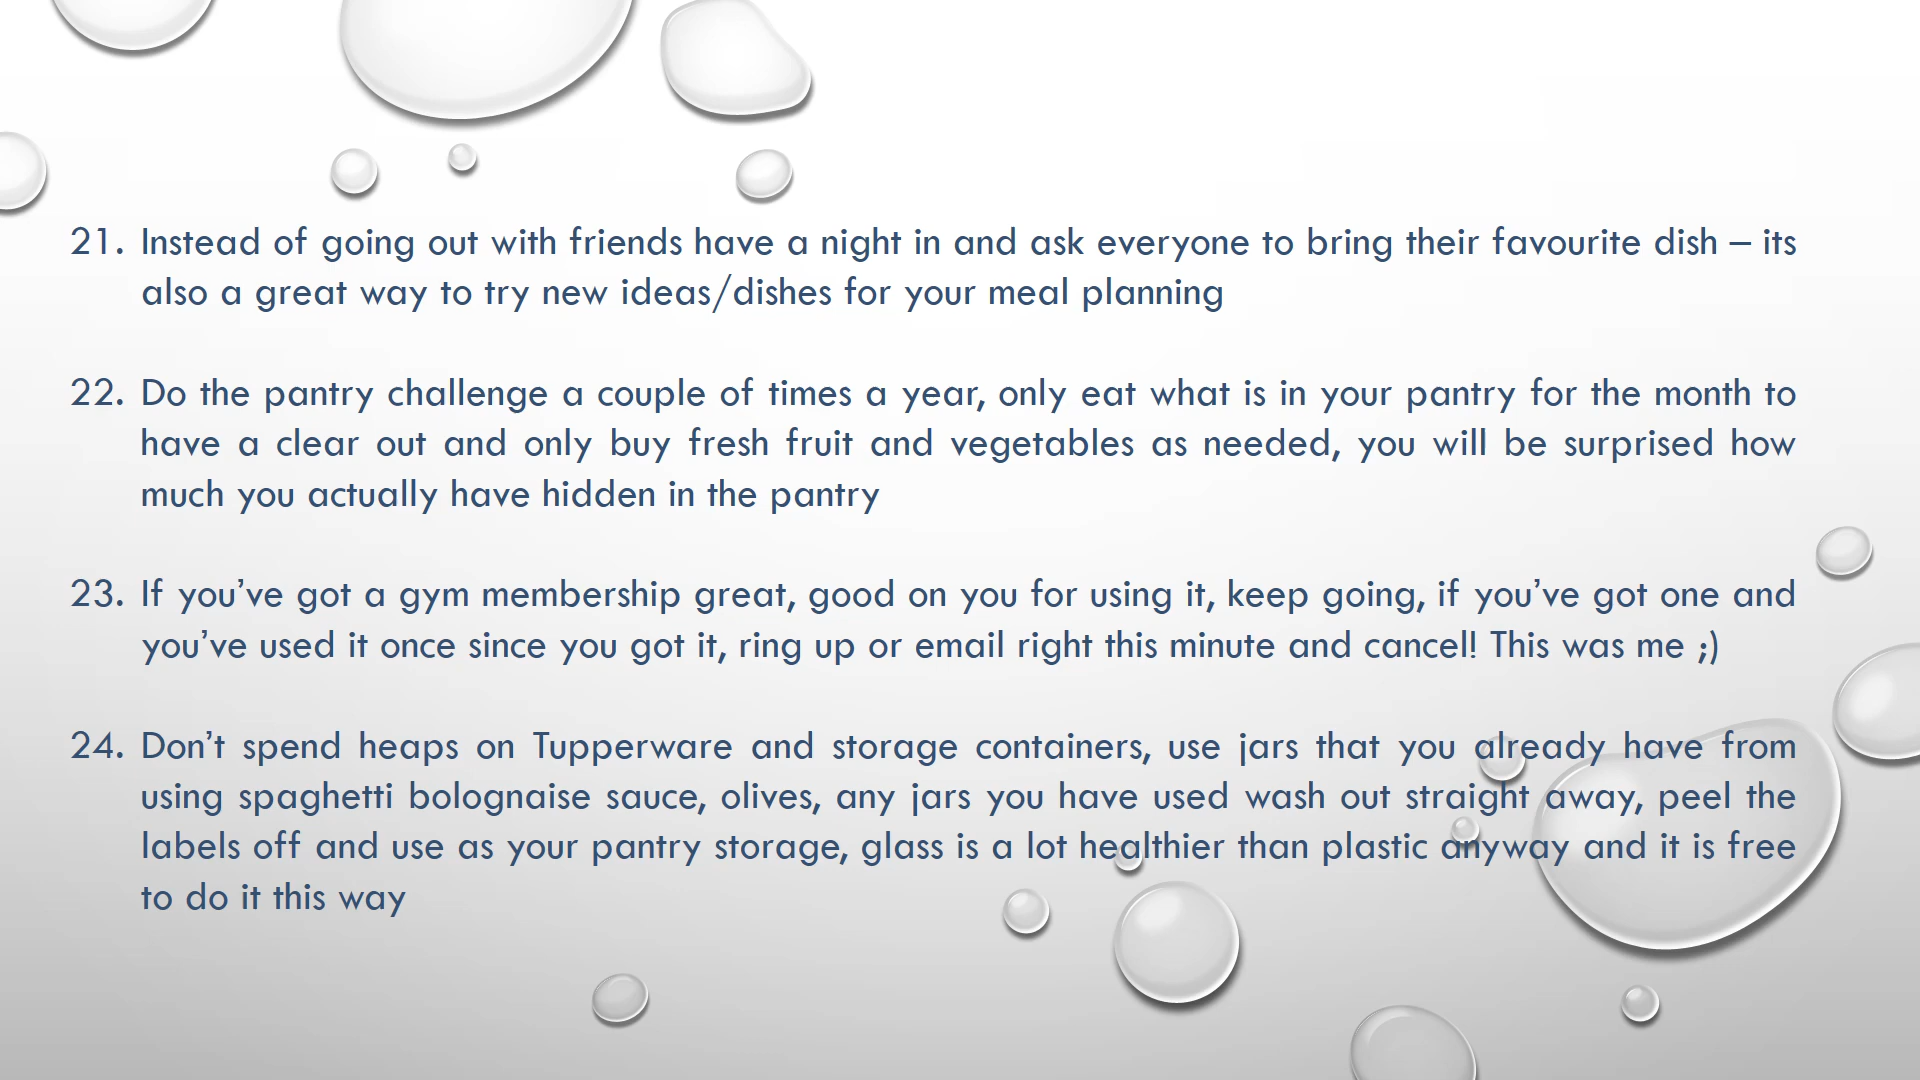 21. Instead of going out with friends have a night in and ask everyone to bring their favourite dish – its
also a great way to try new ideas/dishes for your meal planning
22. Do the pantry challenge a couple of times a year, only eat what is in your pantry for the month to
have a clear out and only buy fresh fruit and vegetables as needed, you will be surprised how
much you actually have hidden in the pantry
23. If you’ve got a gym membership great, good on you for using it, keep going, if you’ve got one and
you’ve used it once since you got it, ring up or email right this minute and cancel! This was me ;)
24. Don’t spend heaps on Tupperware and storage containers, use jars that you already have from
using spaghetti bolognaise sauce, olives, any jars you have used wash out straight away, peel the
labels off and use as your pantry storage, glass is a lot healthier than plastic anyway and it is free
to do it this way